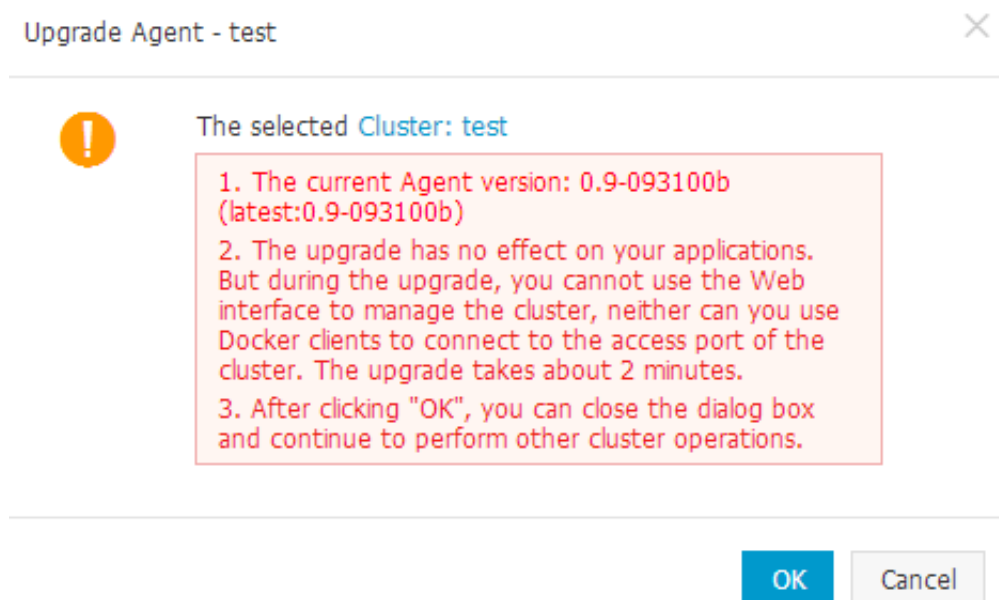 Upgrade Agent - test
The selected Cluster: test
1. The current Agent version: 0.9-093100b
(latest:0.9-093100b)
2. The upgrade has no effect on your applications.
But during the upgrade, you cannot use the Web
interface to manage the cluster, neither can you use
Docker clients to connect to the access port of the
cluster. The upgrade takes about 2 minutes.
3. After clicking "OK", you can close the dialog box
and continue to perform other cluster operations.
OK Cancel